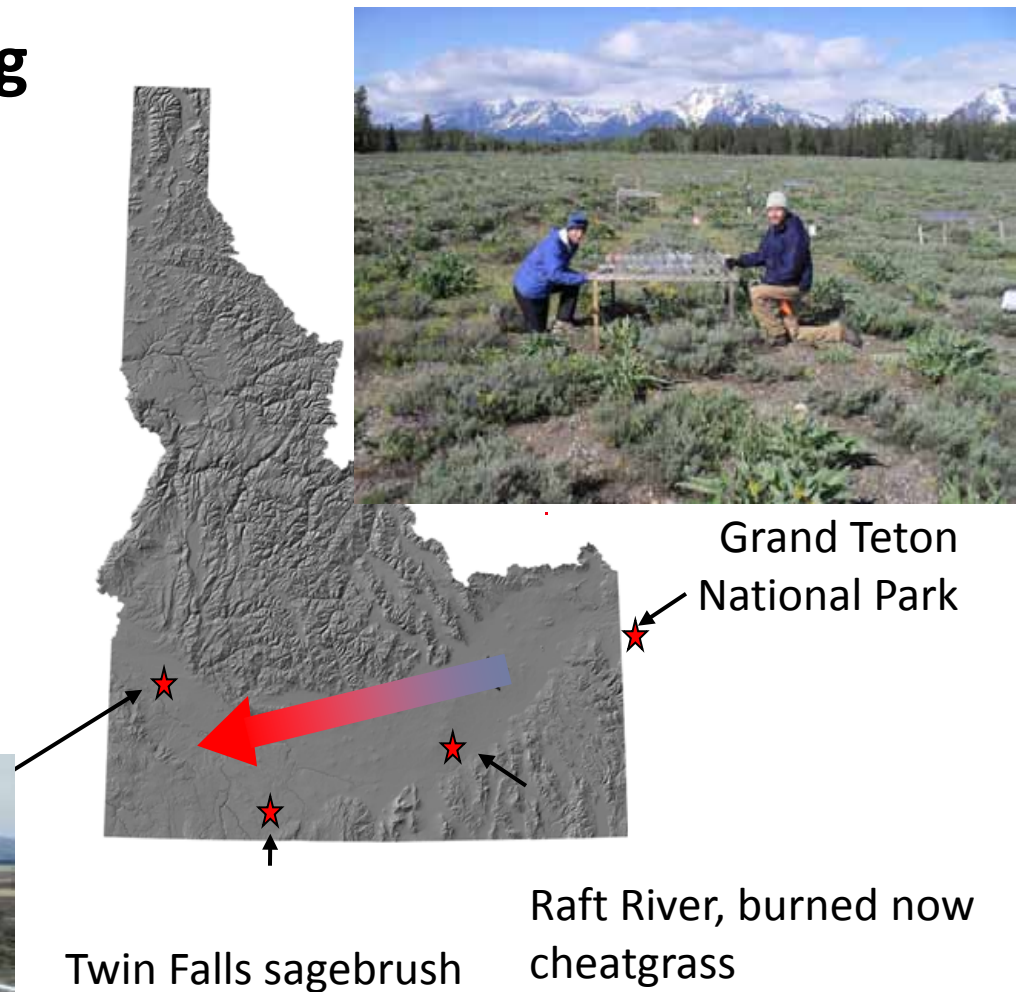 g
Grand Teton
National Park
Raft River, burned now
cheatgrass
Twin Falls sagebrush